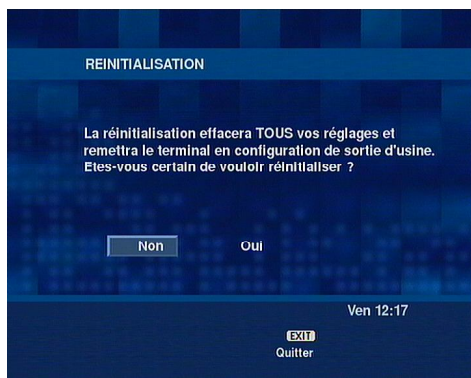 REINITIALISATION
La réinitialisation effacera TOUS vos réglages et
remettra le terminal en configuration de sortie d'usine.
Etes-vous certain de vouloir réinitialiser ?
Non Oui
Ven 12:17
EXIT
Quitter